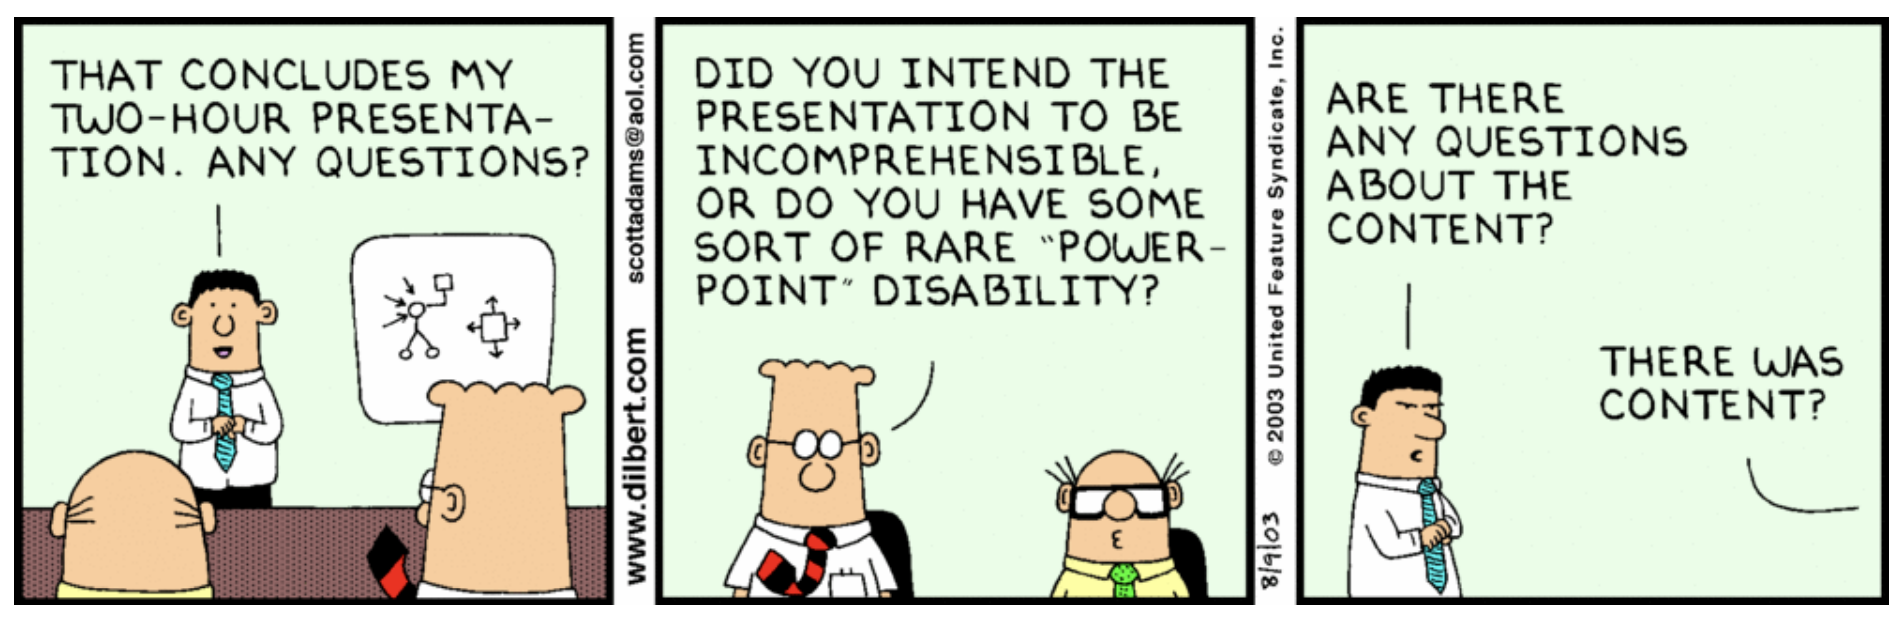 THAT CONCLUDES MY
TWO-HOUR PRESENTA-
TION. ANY QUESTIONS?
www.dilbert.com scottadams@aol.com
DID YOU INTEND THE
PRESENTATION TO BE
INCOMPREHENSIBLE,
OR DO YOU HAVE SOME
SORT OF RARE "POWER-
POINT" DISABILITY?
8/9/03 © 2003 United Feature Syndicate, Inc.
ARE THERE
ANY QUESTIONS
ABOUT THE
CONTENT?
THERE WAS
CONTENT?